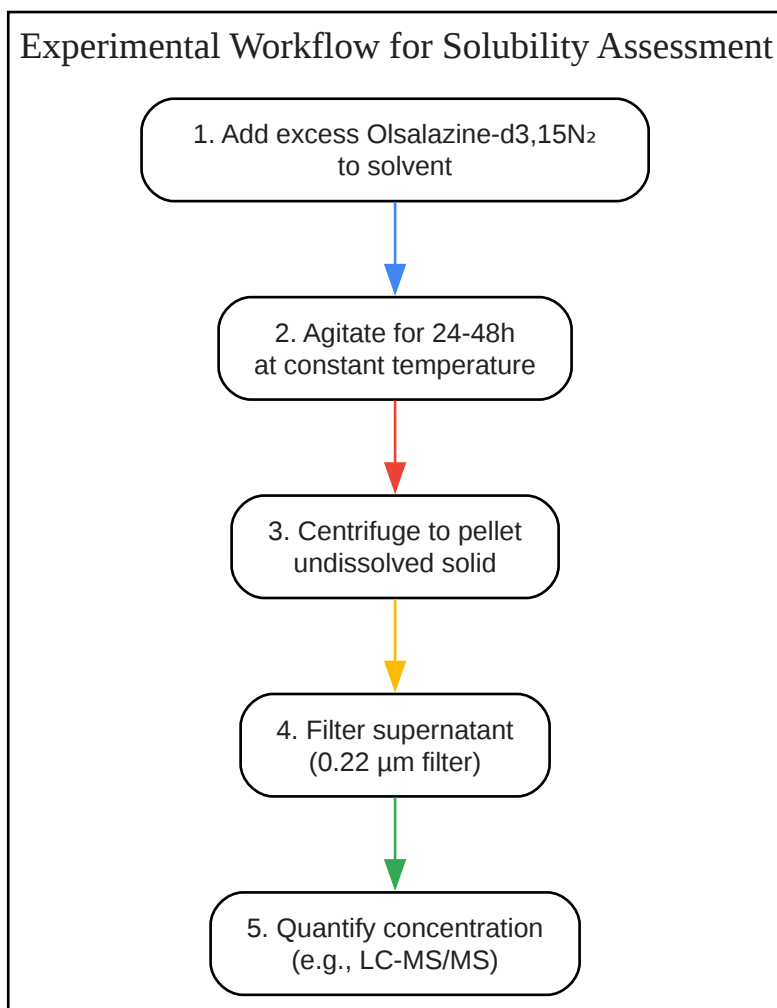 Experimental Workflow for Solubility Assessment
1. Add excess Olsalazine-d3,15N₂
to solvent
2. Agitate for 24-48h
at constant temperature
3. Centrifuge to pellet
undissolved solid
4. Filter supernatant
(0.22 µm filter)
5. Quantify concentration
(e.g., LC-MS/MS)